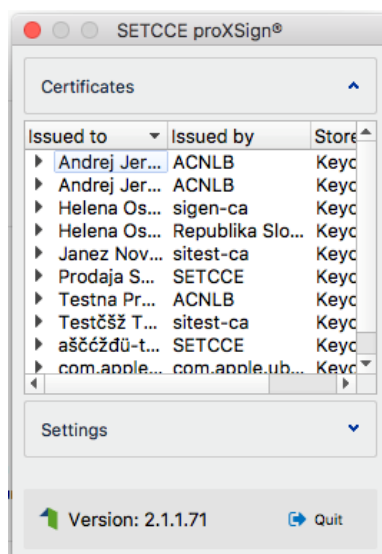 SETCCE proXSign®
Certificates
Issued to Issued by Store
Andrej Jer... ACNLB Keyc
Andrej Jer... ACNLB Keyc
Helena Os... sigen-ca Keyc
Helena Os... Republika Slo... Keyc
Janez Nov... sitest-ca Keyc
Prodaja S... SETCCE Keyc
Testna Pr... ACNLB Keyc
Testčšž T... sitest-ca Keyc
aščćžđü-t... SETCCE Keyc
com.apple... com.apple.ub... Keyc
Settings
Version: 2.1.1.71 Quit